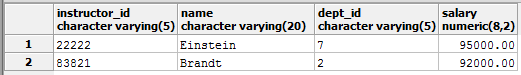 instructor_id name dept_id salary
character varying(5) character varying(20) character varying(5) numeric(8,2)
1 22222 Einstein 7 95000.00
2 83821 Brandt 2 92000.00